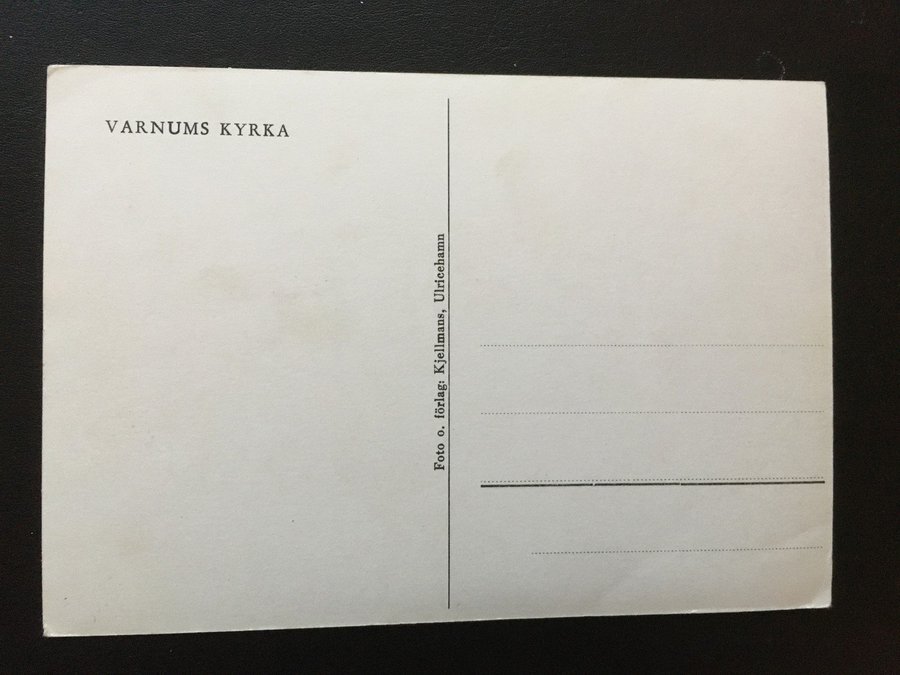 VARNUMS KYRKA
Foto o. förlag: Kjellmans, Ulricehamn